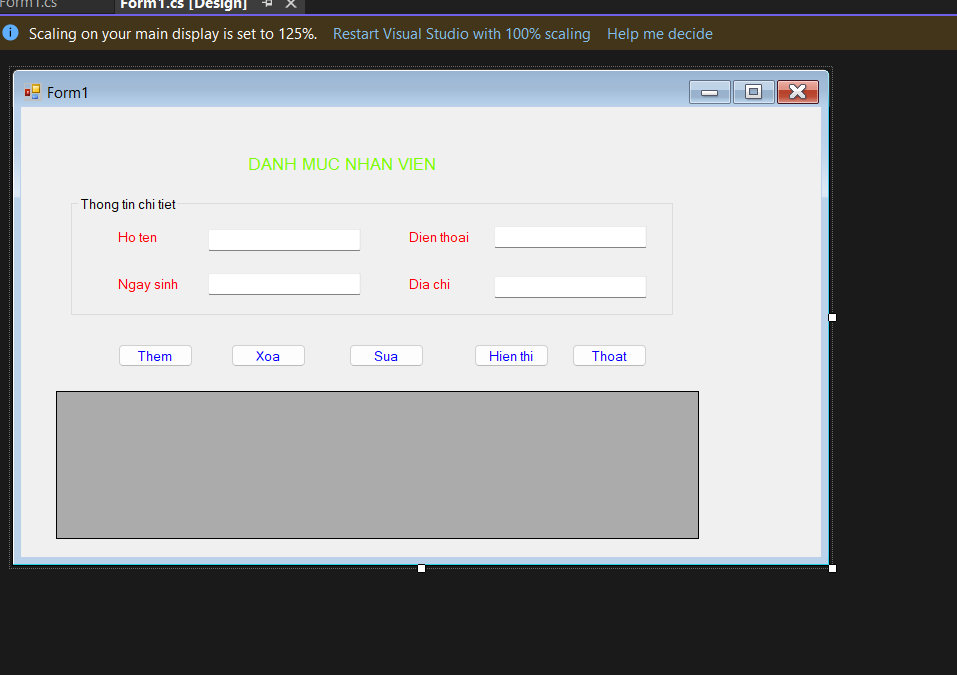 Form1.cs Form1.cs [Design]
Scaling on your main display is set to 125%. Restart Visual Studio with 100% scaling Help me decide
Form1
DANH MUC NHAN VIEN
Thong tin chi tiet
Ho ten Dien thoai
Ngay sinh Dia chi
Them Xoa Sua Hien thi Thoat